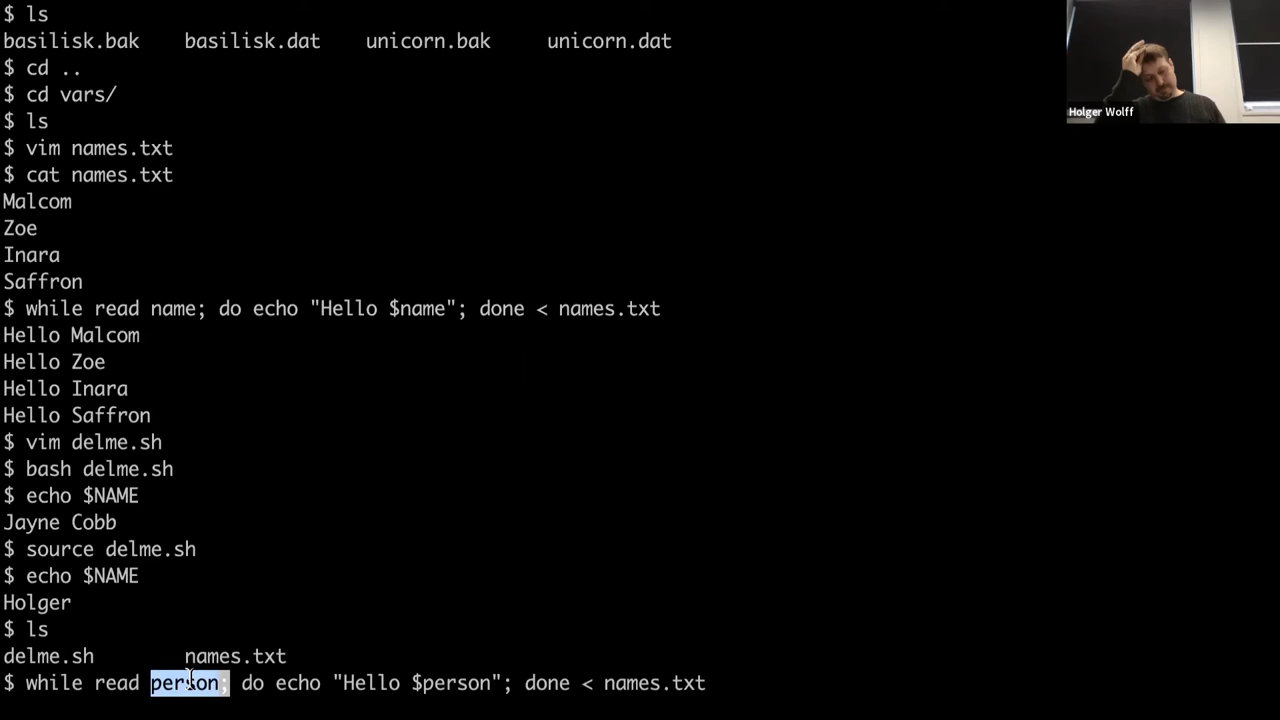 $ ls
basilisk.bak basilisk.dat unicorn.bak unicorn.dat
$ cd ..
$ cd vars/
$ ls
$ vim names.txt
$ cat names.txt
Malcom
Zoe
Inara
Saffron
$ while read name; do echo "Hello $name"; done < names.txt
Hello Malcom
Hello Zoe
Hello Inara
Hello Saffron
$ vim delme.sh
$ bash delme.sh
$ echo $NAME
Jayne Cobb
$ source delme.sh
$ echo $NAME
Holger
$ ls
delme.sh names.txt
$ while read person; do echo "Hello $person"; done < names.txt
Holger Wolff